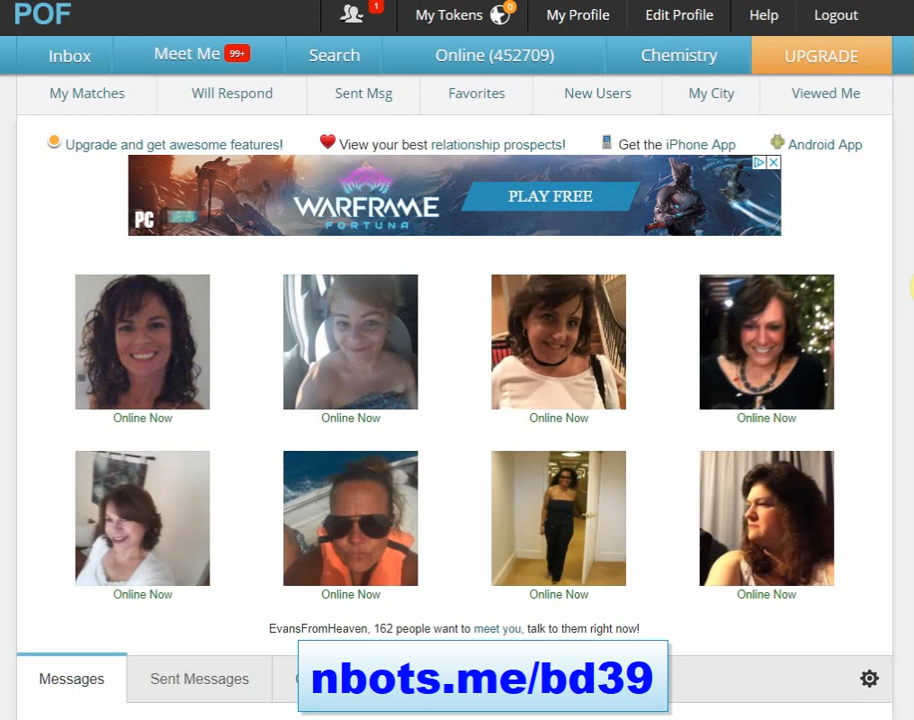 POF
1
My Tokens 0
My Profile
Edit Profile
Help
Logout
Inbox
Meet Me 99+
Search
Online (452709)
Chemistry
UPGRADE
My Matches
Will Respond
Sent Msg
Favorites
New Users
My City
Viewed Me
Upgrade and get awesome features!
View your best relationship prospects!
Get the iPhone App
Android App
PC
WARFRAME
FORTUNA
PLAY FREE
Online Now
Online Now
Online Now
Online Now
Online Now
Online Now
Online Now
Online Now
EvansFromHeaven, 162 people want to meet you, talk to them right now!
Messages
Sent Messages
nbots.me/bd39